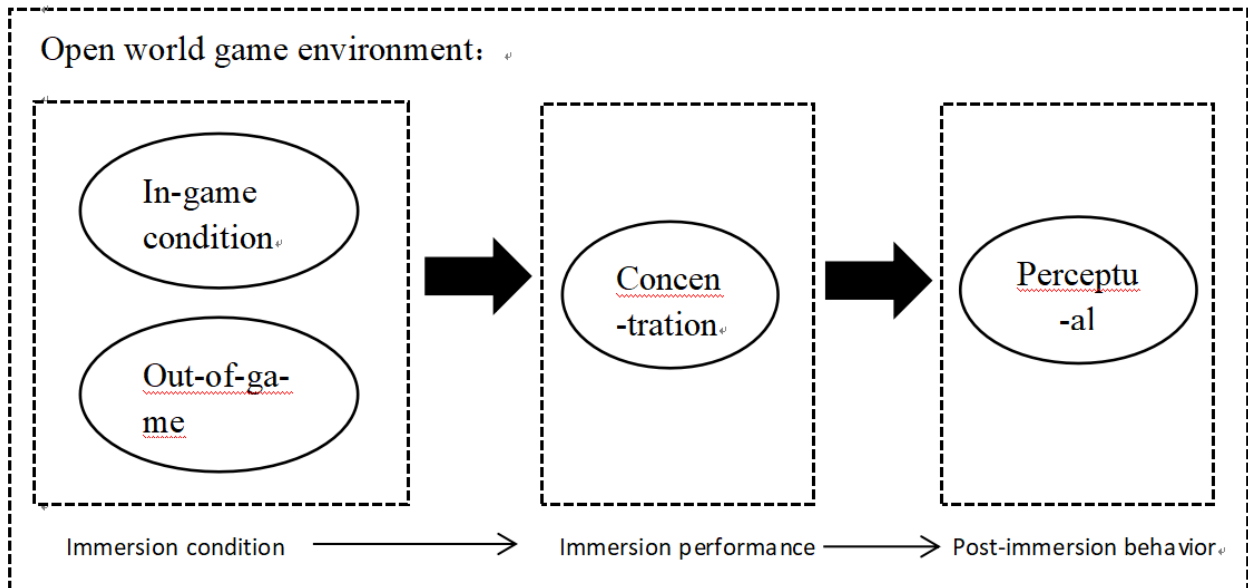 Open world game environment：
In-game
condition
Out-of-ga-
me
Concen
-tration
Perceptu
-al
Immersion condition
Immersion performance
Post-immersion behavior